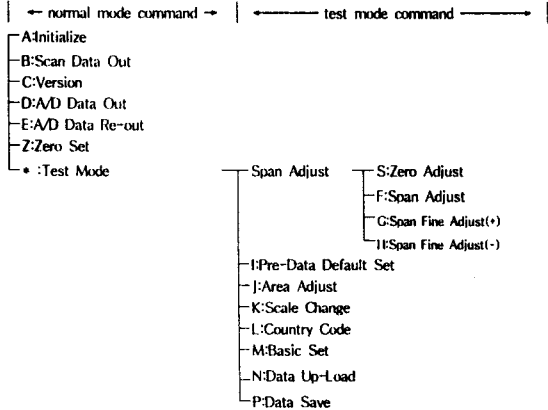 normal mode command test mode command
A:Initialize
B:Scan Data Out
C:Version
D:A/D Data Out
E:A/D Data Re-out
Z:Zero Set
* :Test Mode Span Adjust S:Zero Adjust
F:Span Adjust
G:Span Fine Adjust(+)
H:Span Fine Adjust(-)
I:Pre-Data Default Set
J:Area Adjust
K:Scale Change
L:Country Code
M:Basic Set
N:Data Up-Load
P:Data Save